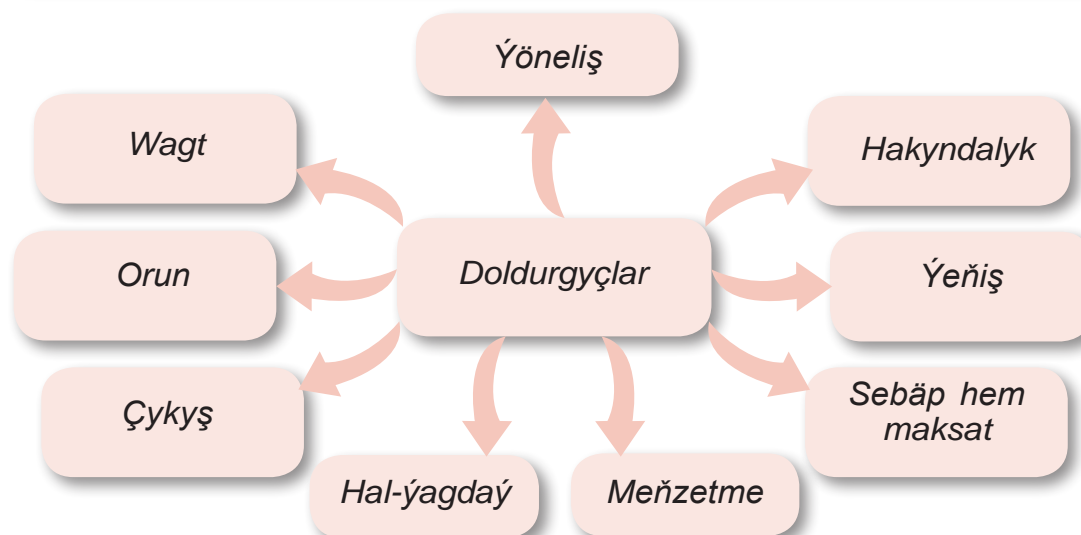 Ýöneliş
Wagt
Hakyndalyk
Orun
Doldurgyçlar
Ýeňiş
Çykyş
Sebäp hem
maksat
Hal-ýagdaý
Meňzetme